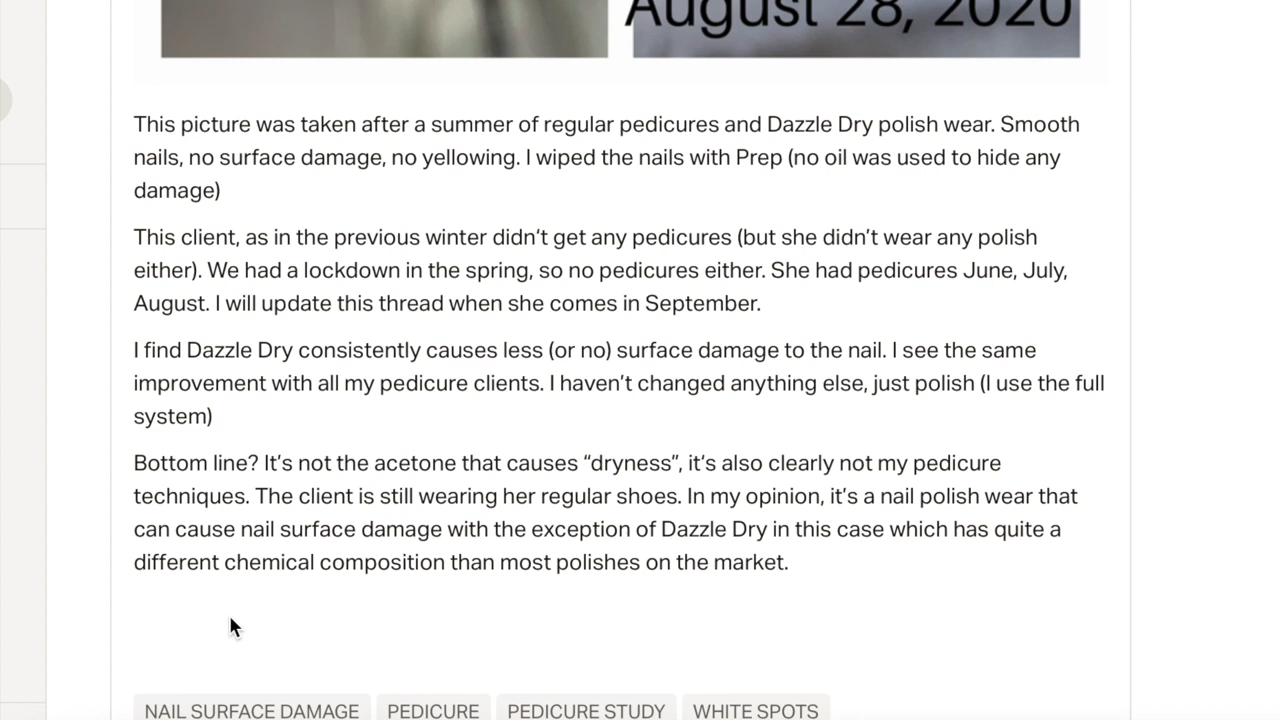 August 28, 2020
This picture was taken after a summer of regular pedicures and Dazzle Dry polish wear. Smooth
nails, no surface damage, no yellowing. I wiped the nails with Prep (no oil was used to hide any
damage)
This client, as in the previous winter didn’t get any pedicures (but she didn’t wear any polish
either). We had a lockdown in the spring, so no pedicures either. She had pedicures June, July,
August. I will update this thread when she comes in September.
I find Dazzle Dry consistently causes less (or no) surface damage to the nail. I see the same
improvement with all my pedicure clients. I haven’t changed anything else, just polish (I use the full
system)
Bottom line? It’s not the acetone that causes “dryness”, it’s also clearly not my pedicure
techniques. The client is still wearing her regular shoes. In my opinion, it’s a nail polish wear that
can cause nail surface damage with the exception of Dazzle Dry in this case which has quite a
different chemical composition than most polishes on the market.
NAIL SURFACE DAMAGE PEDICURE PEDICURE STUDY WHITE SPOTS